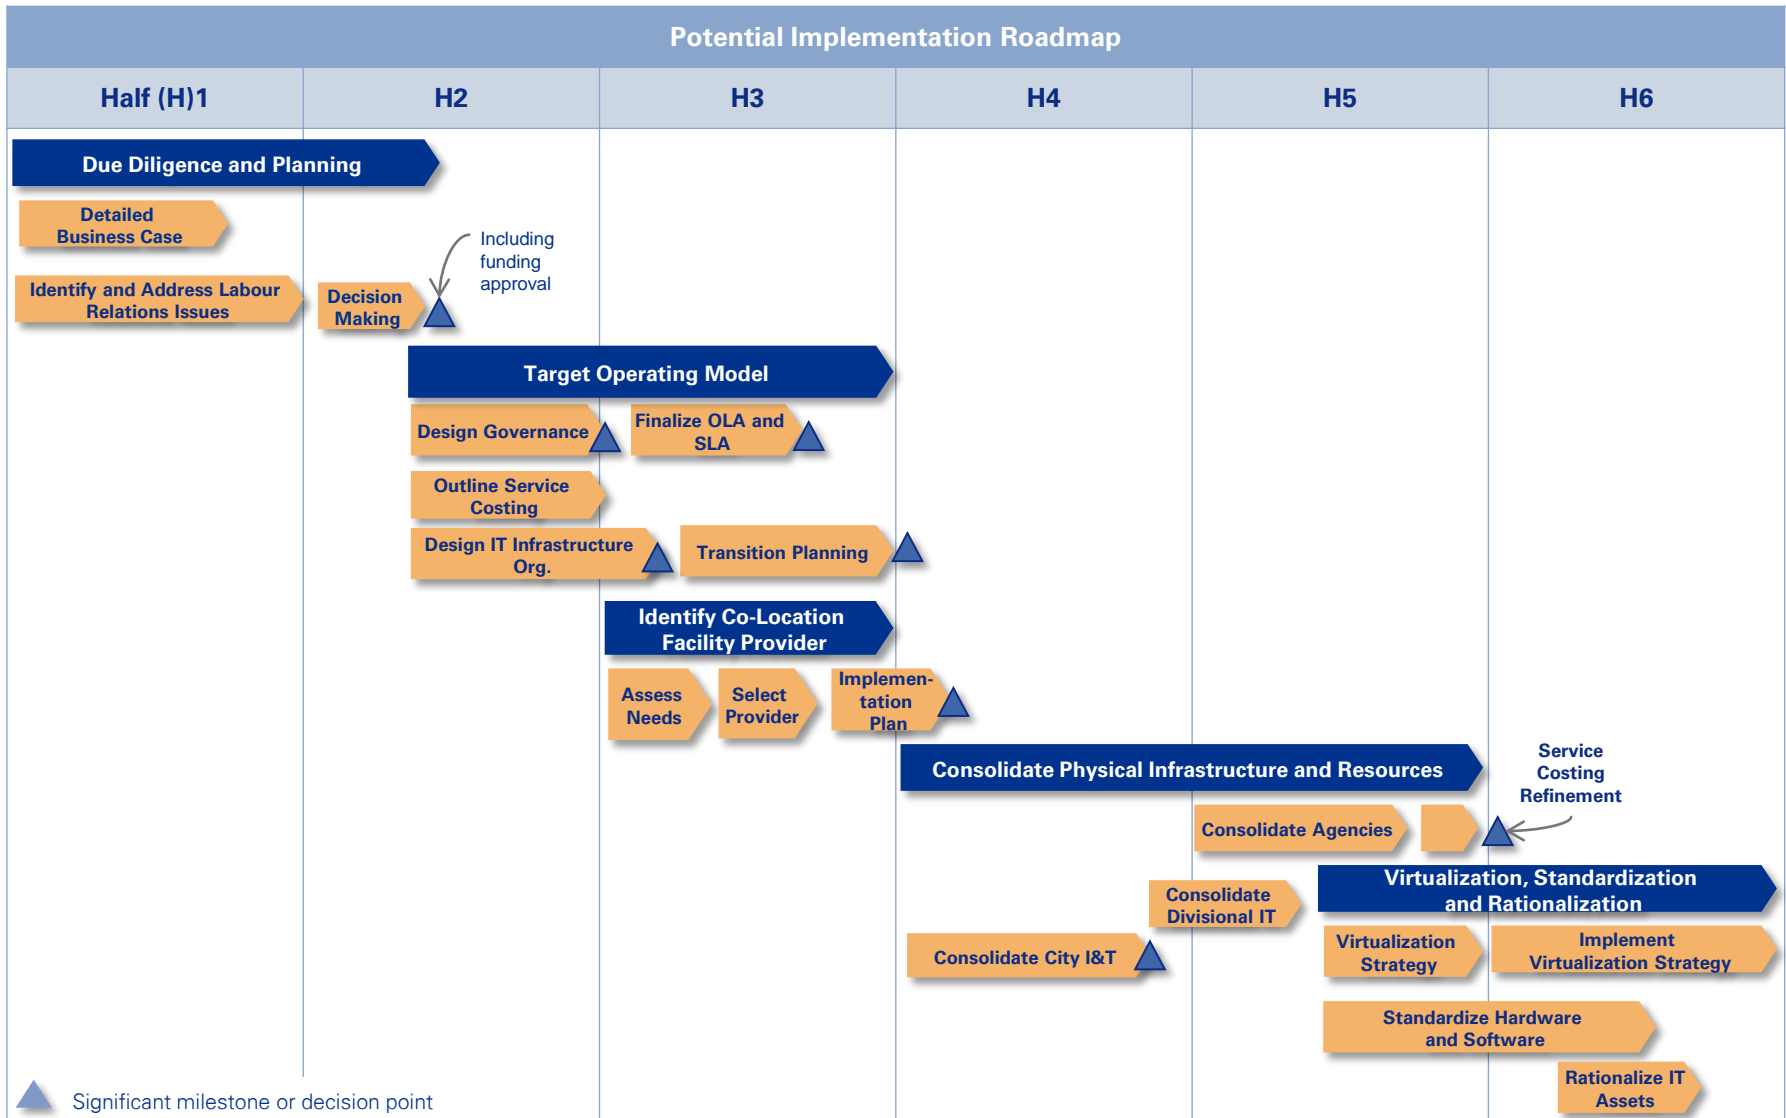 Potential Implementation Roadmap
Half (H)1
H2
H3
H4
H5
H6
Due Diligence and Planning
Detailed
Business Case
Including
funding
approval
Identify and Address Labour
Relations Issues
Decision
Making
Target Operating Model
Design Governance
Finalize OLA and
SLA
Outline Service
Costing
Design IT Infrastructure
Org.
Transition Planning
Identify Co-Location
Facility Provider
Assess
Needs
Select
Provider
Implemen-
tation
Plan
Consolidate Physical Infrastructure and Resources
Service
Costing
Refinement
Consolidate Agencies
Virtualization, Standardization
and Rationalization
Consolidate
Divisional IT
Consolidate City I&T
Virtualization
Strategy
Implement
Virtualization Strategy
Standardize Hardware
and Software
Rationalize IT
Assets
Significant milestone or decision point